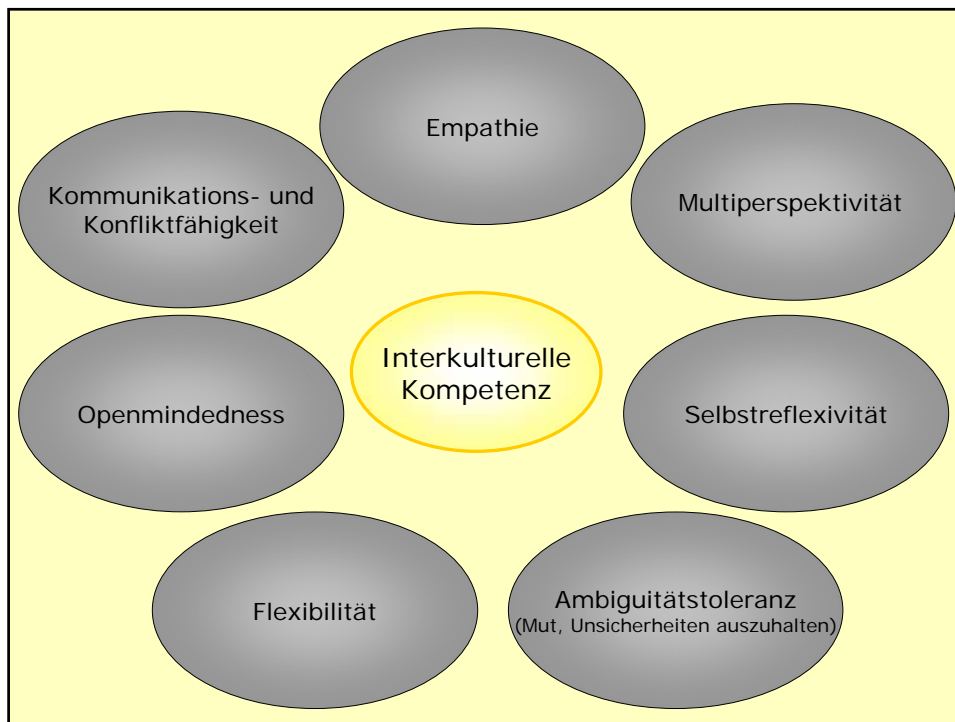 Empathie
Kommunikations- und
Konfliktfähigkeit
Multiperspektivität
Interkulturelle
Kompetenz
Openmindedness
Selbstreflexivität
Flexibilität
Ambiguitätstoleranz
(Mut, Unsicherheiten auszuhalten)